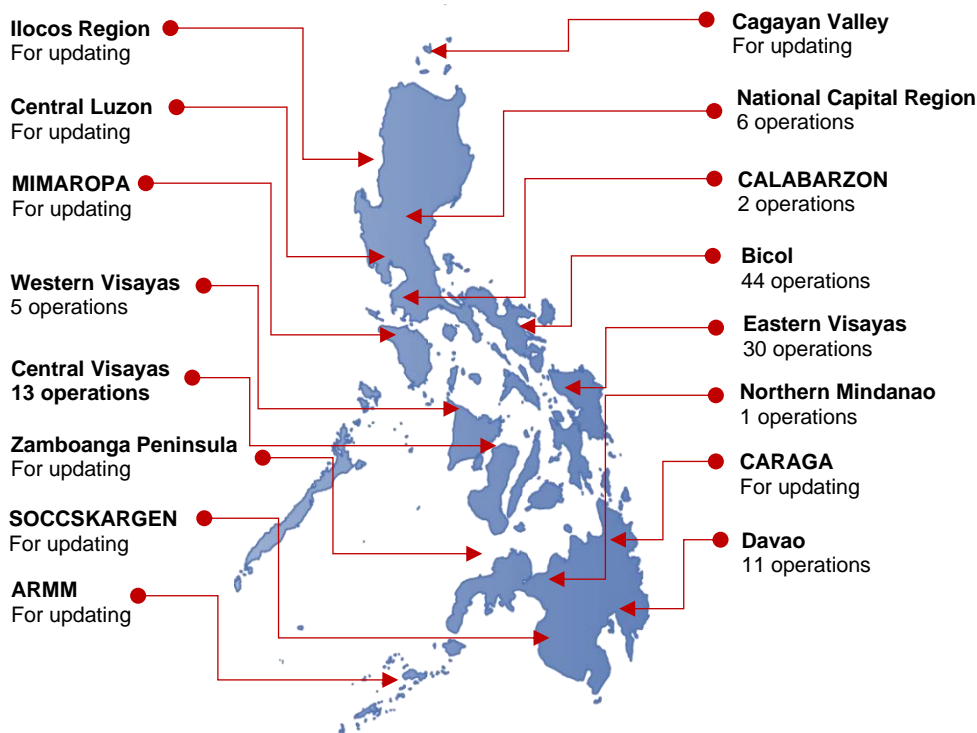 Ilocos Region
For updating
Central Luzon
For updating
MIMAROPA
For updating
Western Visayas
5 operations
Central Visayas
13 operations
Zamboanga Peninsula
For updating
SOCCSKARGEN
For updating
ARMM
For updating
Cagayan Valley
For updating
National Capital Region
6 operations
CALABARZON
2 operations
Bicol
44 operations
Eastern Visayas
30 operations
Northern Mindanao
1 operations
CARAGA
For updating
Davao
11 operations